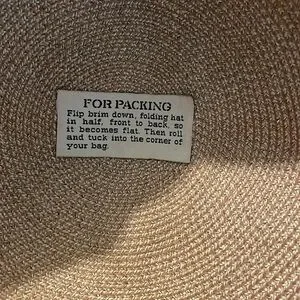 FOR PACKING
Flip brim down, folding hat
in half, front to back, so
it becomes flat. Then roll
and tuck into the corner of
your bag.